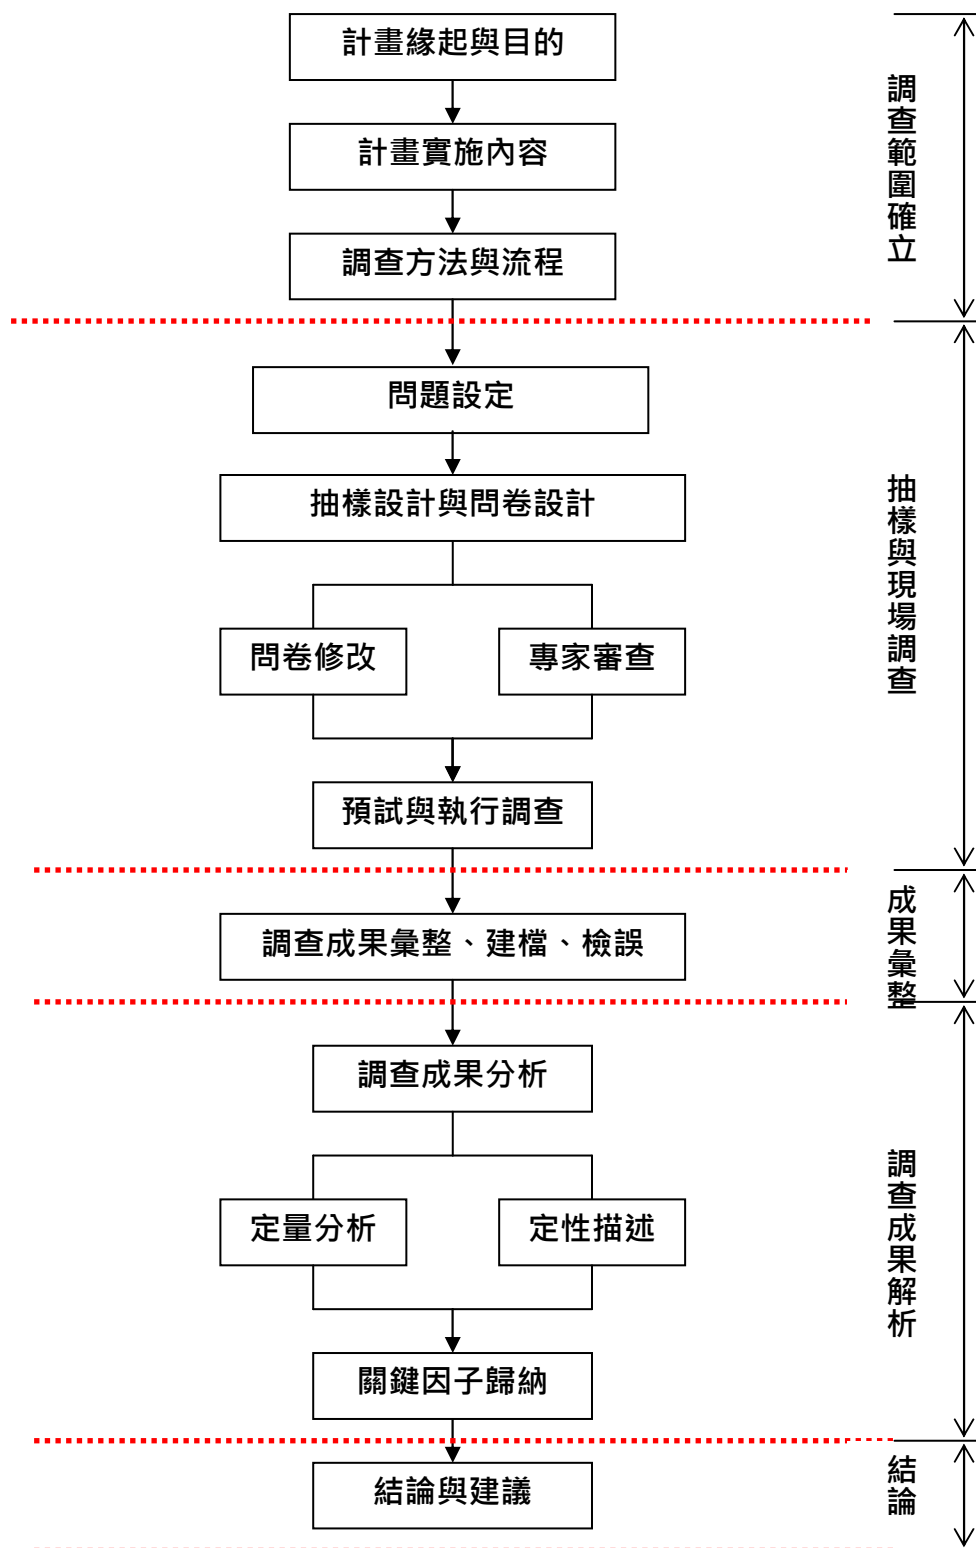 計畫緣起與目的
計畫實施內容
調查方法與流程
調查範圍確立
問題設定
抽樣設計與問卷設計
問卷修改
專家審查
預試與執行調查
抽樣與現場調查
調查成果彙整、建檔、檢誤
成果彙整
調查成果分析
定量分析
定性描述
關鍵因子歸納
調查成果解析
結論與建議
結論